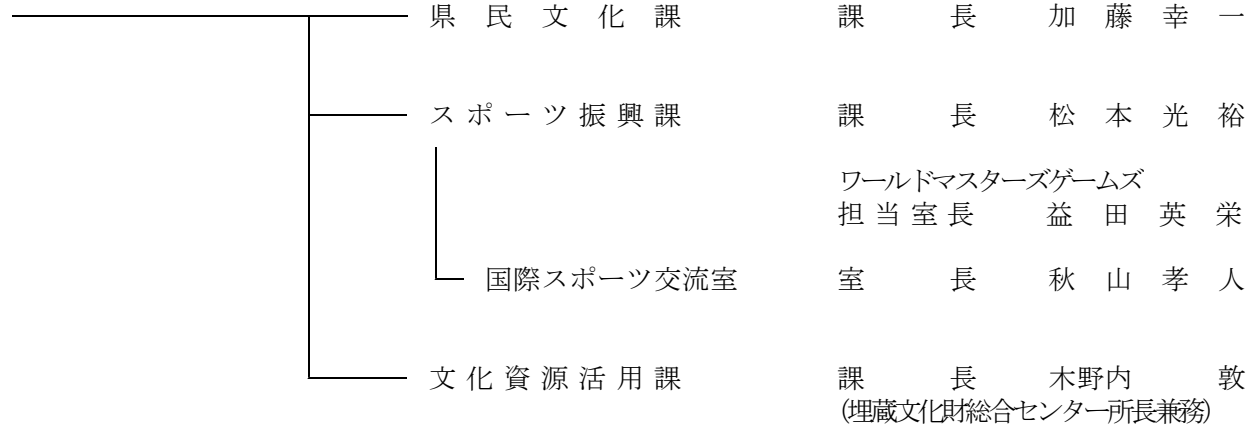 県民文化課 課長 加藤幸一
スポーツ振興課 課長 松本光裕
ワールドマスターズゲームズ
担当室長 益田英栄
国際スポーツ交流室 室長 秋山孝人
文化資源活用課 課長 木野内敦
(埋蔵文化財総合センター所長兼務)